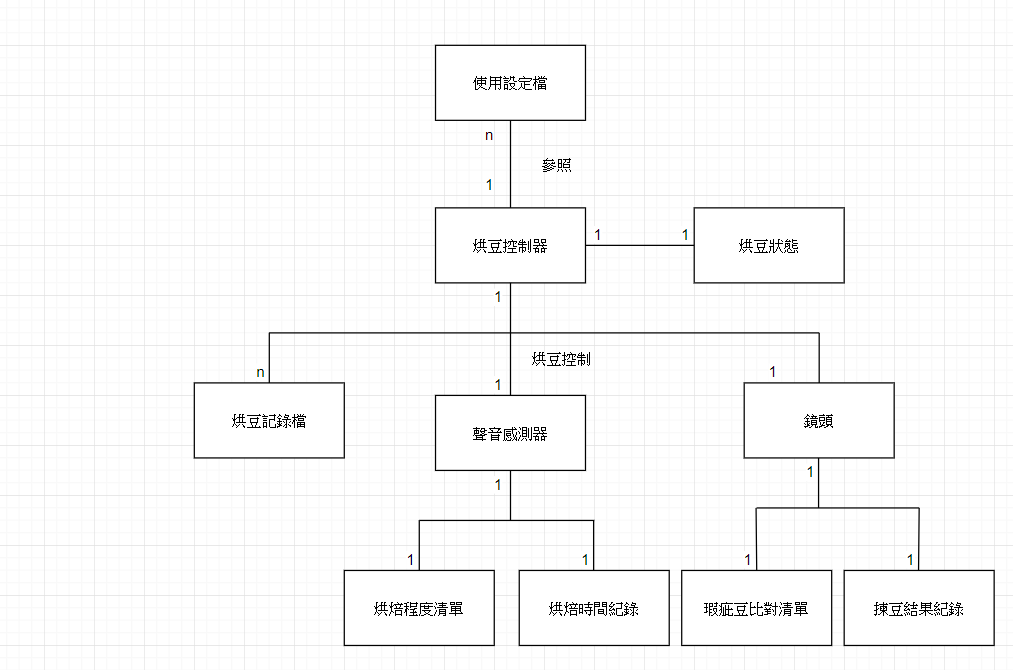 使用設定檔
n
參照
1
烘豆控制器
1
1
烘豆狀態
1
烘豆控制
n
1
1
烘豆記錄檔
聲音感測器
鏡頭
1
1
1
1
1
1
烘焙程度清單
烘焙時間紀錄
瑕疵豆比對清單
揀豆結果紀錄